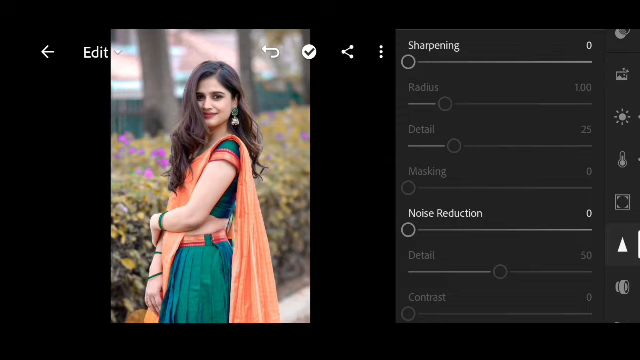 Edit
Sharpening 0
Radius 1.00
Detail 25
Masking 0
Noise Reduction 0
Detail 50
Contrast 0